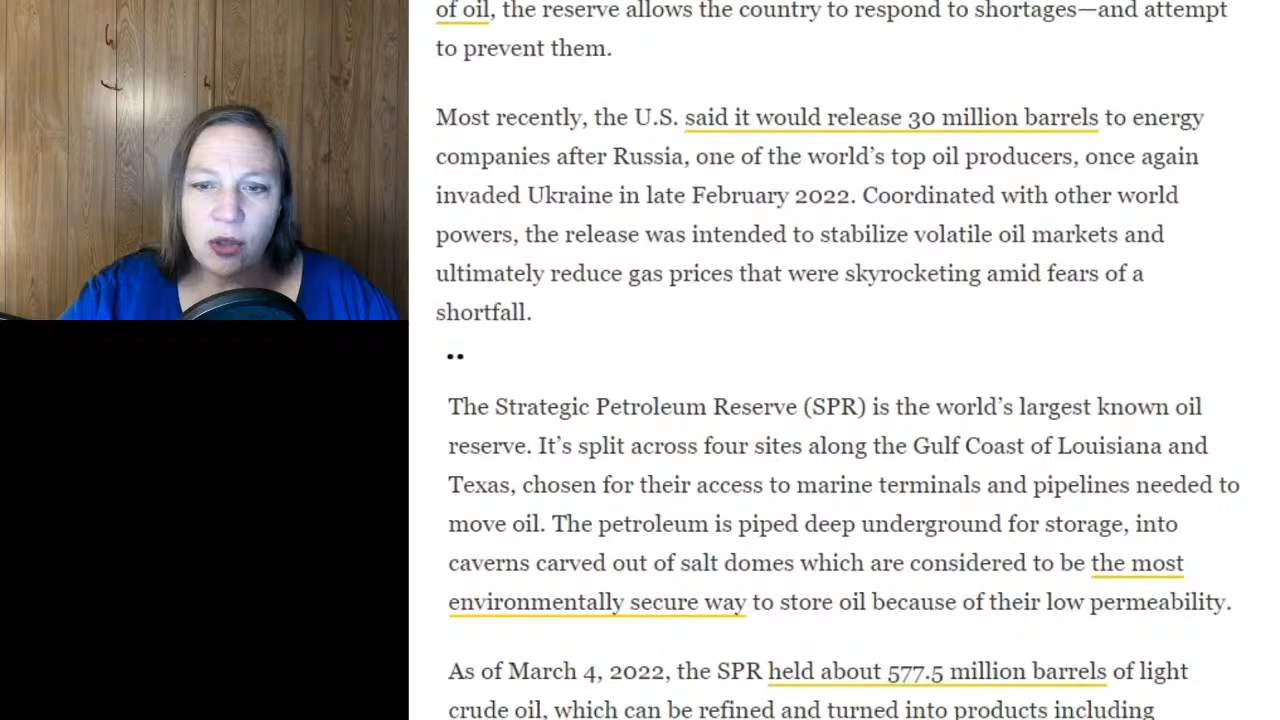 of oil, the reserve allows the country to respond to shortages—and attempt
to prevent them.
Most recently, the U.S. said it would release 30 million barrels to energy
companies after Russia, one of the world’s top oil producers, once again
invaded Ukraine in late February 2022. Coordinated with other world
powers, the release was intended to stabilize volatile oil markets and
ultimately reduce gas prices that were skyrocketing amid fears of a
shortfall.
..
The Strategic Petroleum Reserve (SPR) is the world’s largest known oil
reserve. It’s split across four sites along the Gulf Coast of Louisiana and
Texas, chosen for their access to marine terminals and pipelines needed to
move oil. The petroleum is piped deep underground for storage, into
caverns carved out of salt domes which are considered to be the most
environmentally secure way to store oil because of their low permeability.
As of March 4, 2022, the SPR held about 577.5 million barrels of light
crude oil, which can be refined and turned into products including